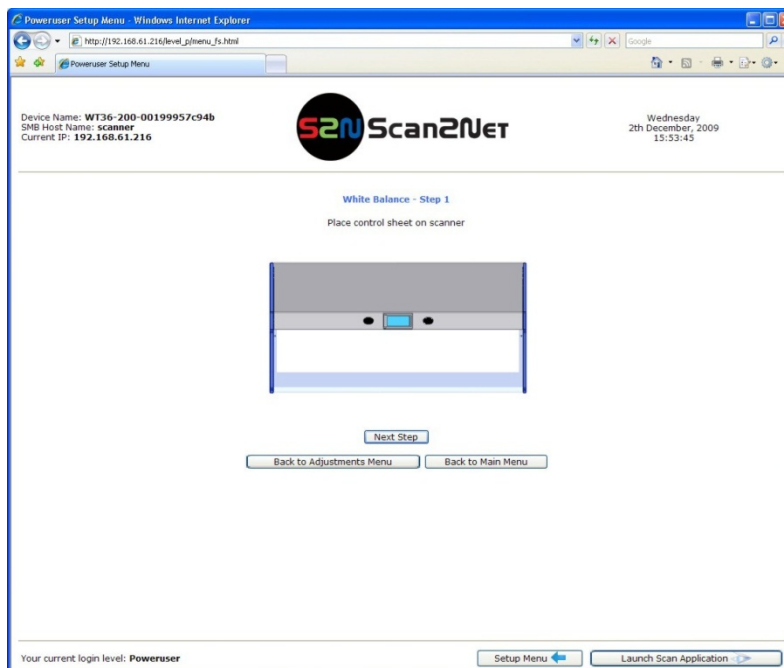 Poweruser Setup Menu - Windows Internet Explorer
http://192.168.61.216/level_p/menu_fs.html
Google
Poweruser Setup Menu
Device Name: WT36-200-00199957c94b
SMB Host Name: scanner
Current IP: 192.168.61.216
S2N Scan2Net
Wednesday
2th December, 2009
15:53:45
White Balance - Step 1
Place control sheet on scanner
Next Step
Back to Adjustments Menu
Back to Main Menu
Your current login level: Poweruser
Setup Menu
Launch Scan Application